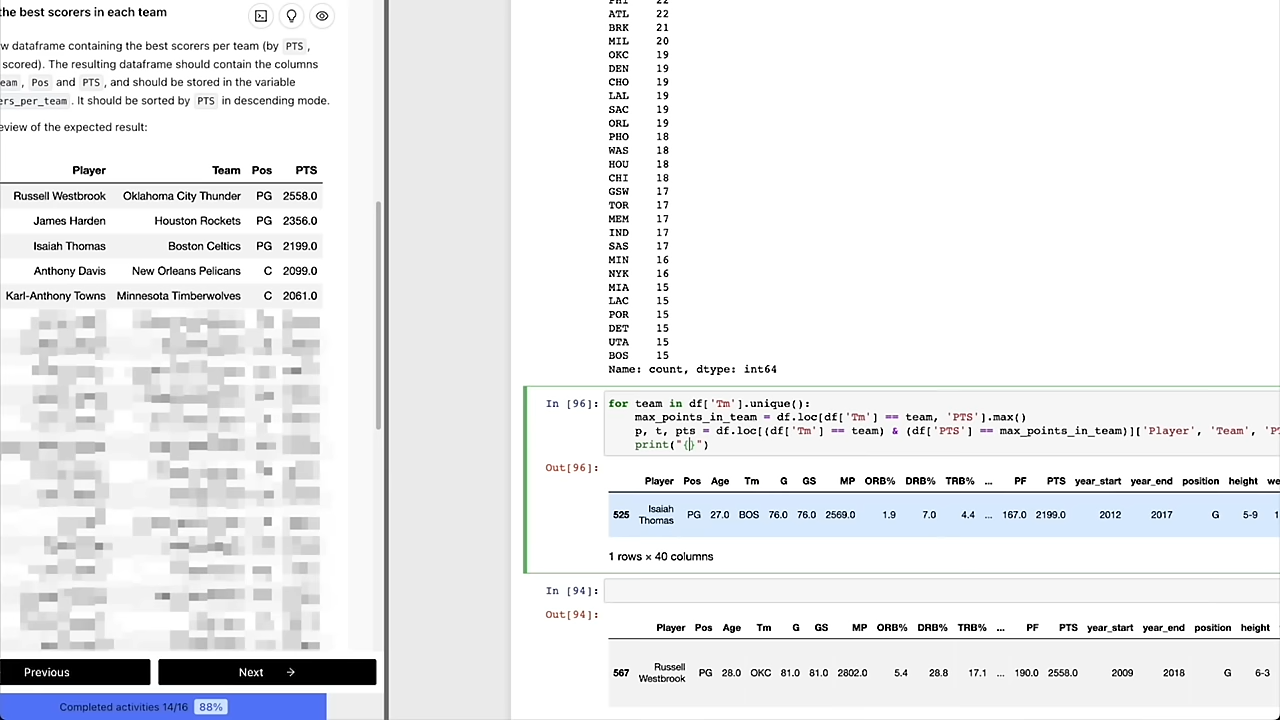 the best scorers in each team
w dataframe containing the best scorers per team (by PTS ,
scored). The resulting dataframe should contain the columns
eam , Pos and PTS , and should be stored in the variable
ers_per_team . It should be sorted by PTS in descending mode.
eview of the expected result:
Player Team Pos PTS
Russell Westbrook Oklahoma City Thunder PG 2558.0
James Harden Houston Rockets PG 2356.0
Isaiah Thomas Boston Celtics PG 2199.0
Anthony Davis New Orleans Pelicans C 2099.0
Karl-Anthony Towns Minnesota Timberwolves C 2061.0
Previous
Next →
Completed activities 14/16 88%
PHI 22
ATL 22
BRK 21
MIL 20
OKC 19
DEN 19
CHO 19
LAL 19
SAC 19
ORL 19
PHO 18
WAS 18
HOU 18
CHI 18
GSW 17
TOR 17
MEM 17
IND 17
SAS 17
MIN 16
NYK 16
MIA 15
LAC 15
POR 15
DET 15
UTA 15
BOS 15
Name: count, dtype: int64
In [96]: for team in df['Tm'].unique():
max_points_in_team = df.loc[df['Tm'] == team, 'PTS'].max()
p, t, pts = df.loc[(df['Tm'] == team) & (df['PTS'] == max_points_in_team)]['Player', 'Team', 'PT
print("{}")
Out[96]:
Player Pos Age Tm G GS MP ORB% DRB% TRB% ... PF PTS year_start year_end position height we
525 Isaiah Thomas PG 27.0 BOS 76.0 76.0 2569.0 1.9 7.0 4.4 ... 167.0 2199.0 2012 2017 G 5-9 1
1 rows × 40 columns
In [94]:
Out[94]:
Player Pos Age Tm G GS MP ORB% DRB% TRB% ... PF PTS year_start year_end position height
567 Russell Westbrook PG 28.0 OKC 81.0 81.0 2802.0 5.4 28.8 17.1 ... 190.0 2558.0 2009 2018 G 6-3